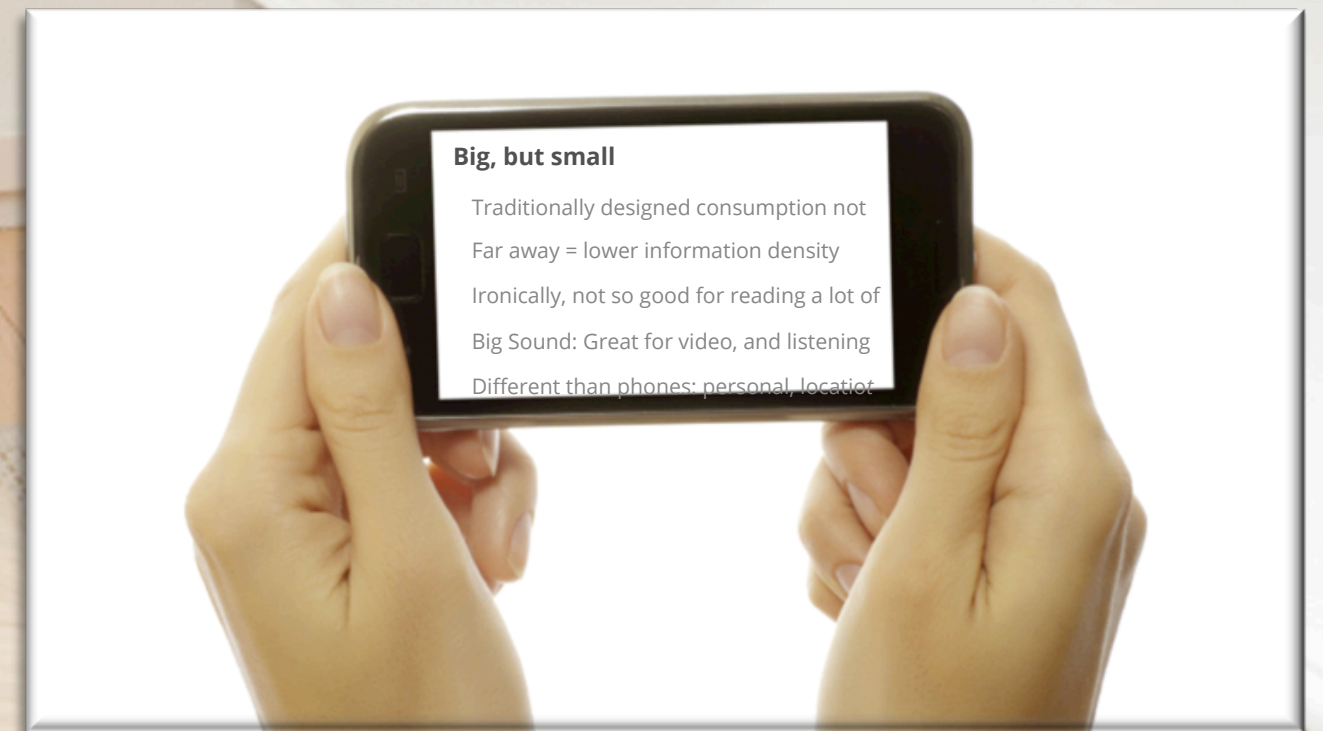 Big, but small
Traditionally designed consumption not
Far away = lower information density
Ironically, not so good for reading a lot of
Big Sound: Great for video, and listening
Different than phones: personal, locatiot